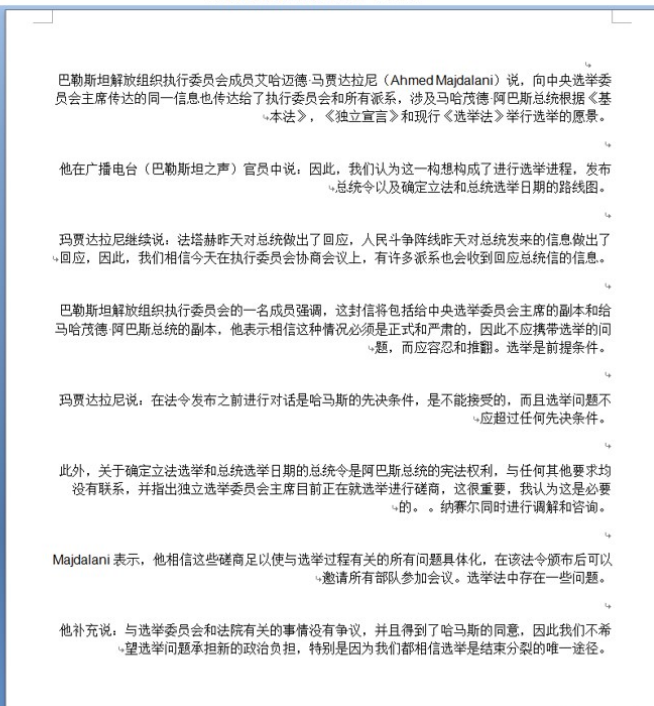 巴勒斯坦解放组织执行委员会成员艾哈迈德·马贾达拉尼（Ahmed Majdalani）说，向中央选举委
员会主席传达的同一信息也传达给了执行委员会和所有派系，涉及马哈茂德·阿巴斯总统根据《基
本法》，《独立宣言》和现行《选举法》举行选举的愿景。
他在广播电台（巴勒斯坦之声）官员中说：因此，我们认为这一构想构成了进行选举进程，发布
总统令以及确定立法和总统选举日期的路线图。
玛贾达拉尼继续说：法塔赫昨天对总统做出了回应，人民斗争阵线昨天对总统发来的信息做出了
回应，因此，我们相信今天在执行委员会协商会议上，有许多派系也会收到回应总统信的信息。
巴勒斯坦解放组织执行委员会的一名成员强调，这封信将包括给中央选举委员会主席的副本和给
马哈茂德·阿巴斯总统的副本，他表示相信这种情况必须是正式和严肃的，因此不应携带选举的问
题，而应容忍和推翻。选举是前提条件。
玛贾达拉尼说：在法令发布之前进行对话是哈马斯的先决条件，是不能接受的，而且选举问题不
应超过任何先决条件。
此外，关于确定立法选举和总统选举日期的总统令是阿巴斯总统的宪法权利，与任何其他要求均
没有联系，并指出独立选举委员会主席目前正在就选举进行磋商，这很重要，我认为这是必要
的。。纳赛尔同时进行调解和咨询。
Majdalani 表示，他相信这些磋商足以使与选举过程有关的所有问题具体化，在该法令颁布后可以
邀请所有部队参加会议。选举法中存在一些问题。
他补充说：与选举委员会和法院有关的事情没有争议，并且得到了哈马斯的同意，因此我们不希
望选举问题承担新的政治负担，特别是因为我们都相信选举是结束分裂的唯一途径。